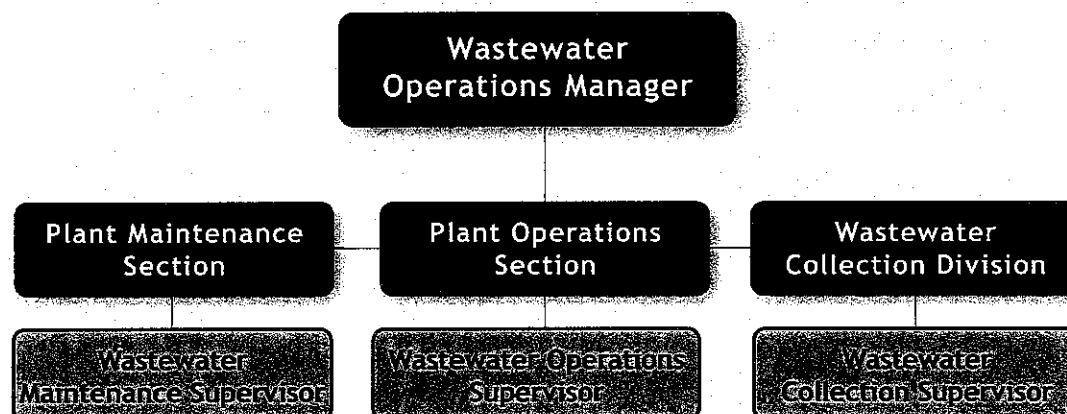 Wastewater
Operations Manager
Plant Maintenance
Section
Plant Operations
Section
Wastewater
Collection Division
Wastewater
Maintenance Supervisor
Wastewater Operations
Supervisor
Wastewater
Collection Supervisor